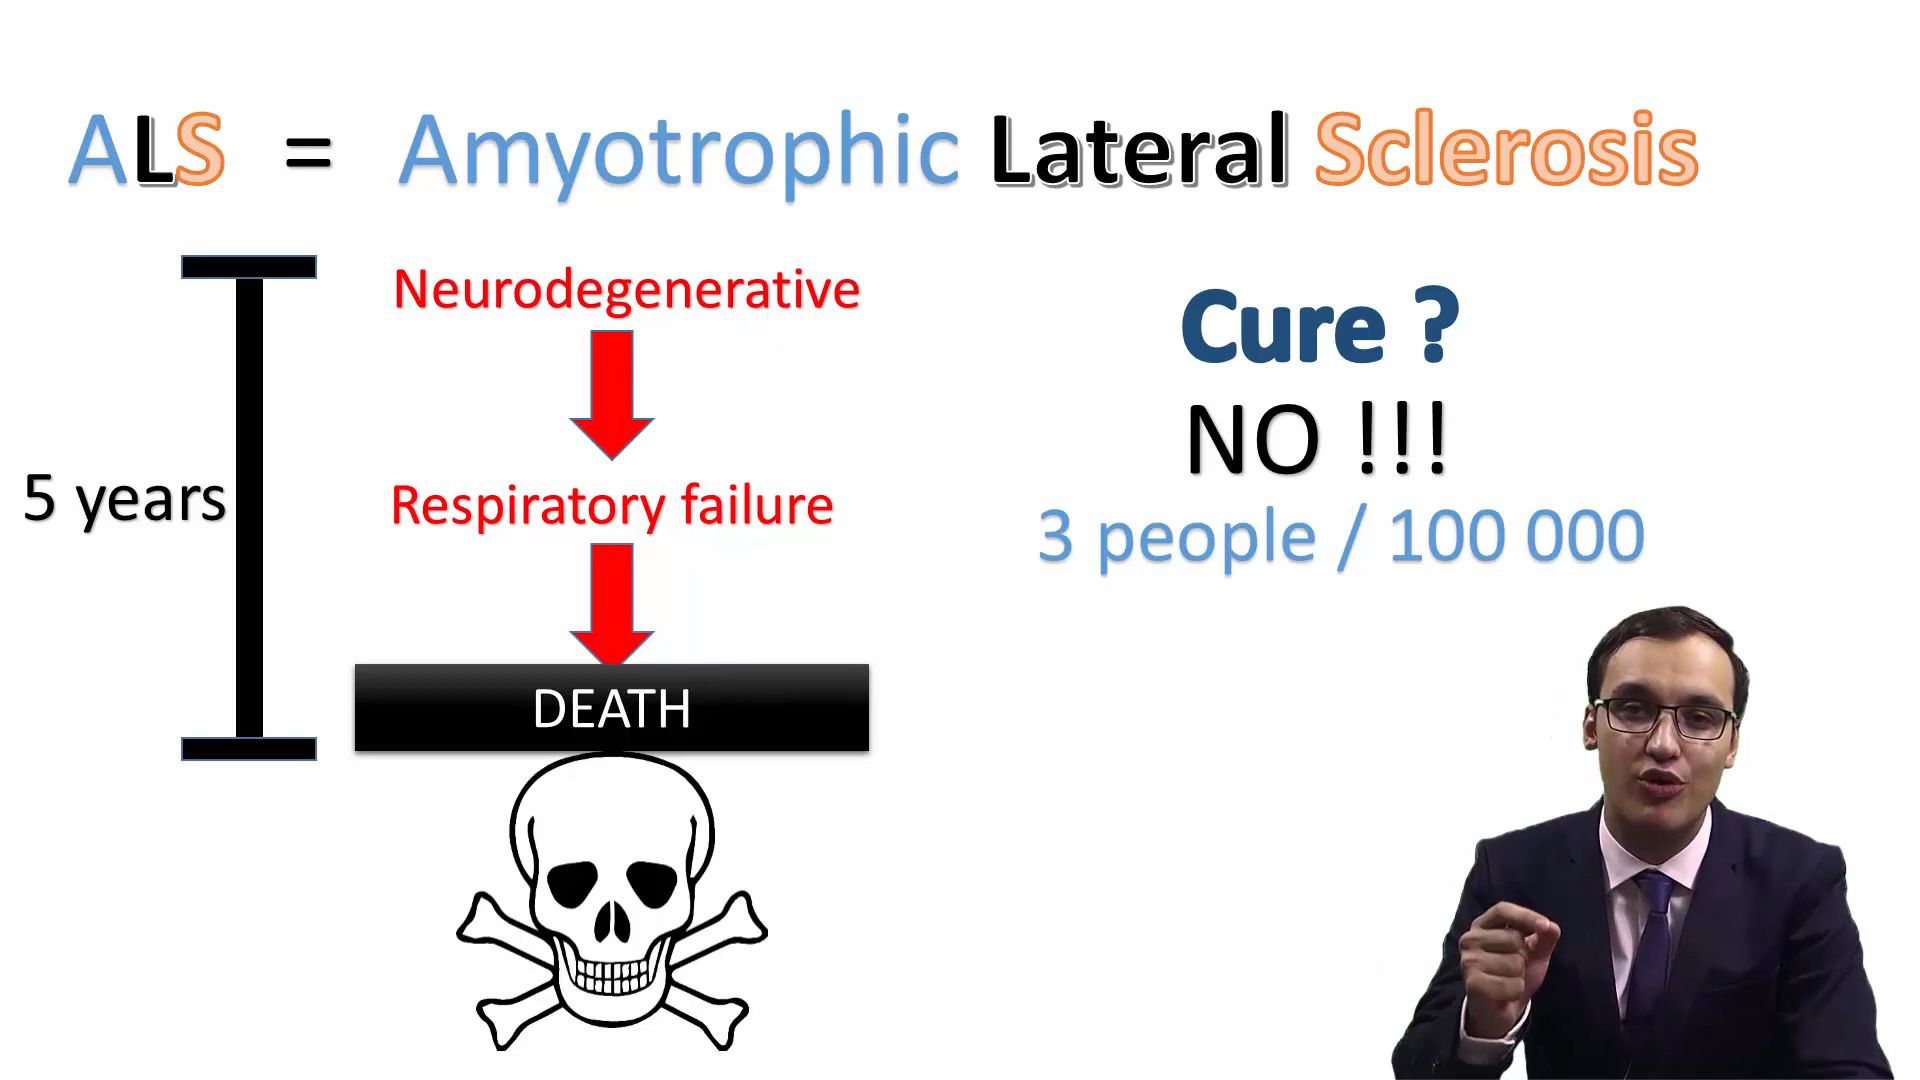 ALS = Amyotrophic Lateral Sclerosis
Neurodegenerative
Cure ?
NO !!!
5 years
Respiratory failure
3 people / 100 000
DEATH